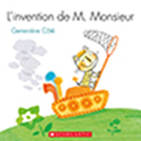 L'invention de M. Monsieur
Geneviève Côté
SCHOLASTIC